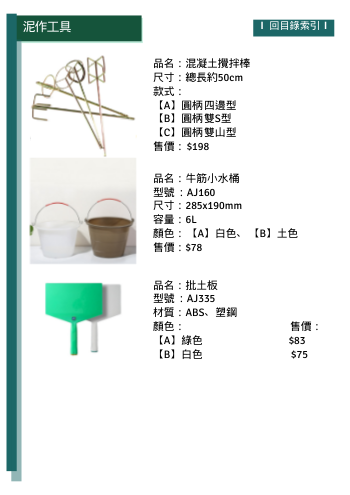 泥作工具
I 回目錄索引 I
品名：混凝土攪拌棒
尺寸：總長約50cm
款式：
【A】圓柄四邊型
【B】圓柄雙S型
【C】圓柄雙山型
售價：$198
品名：牛筋小水桶
型號：AJ160
尺寸：285x190mm
容量：6L
顏色：【A】白色、【B】土色
售價：$78
品名：批土板
型號：AJ335
材質：ABS、塑鋼
顏色： 售價：
【A】綠色 $83
【B】白色 $75